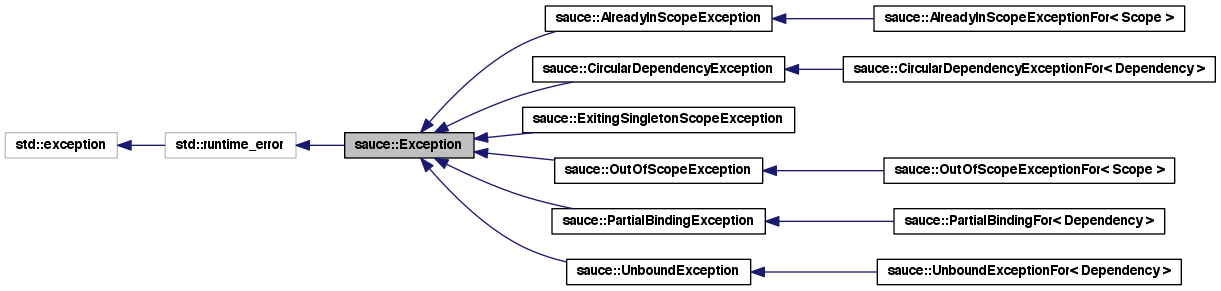 sauce::AlreadyInScopeException
sauce::AlreadyInScopeExceptionFor< Scope >
sauce::CircularDependencyException
sauce::CircularDependencyExceptionFor< Dependency >
sauce::ExitingSingletonScopeException
std::exception
std::runtime_error
sauce::Exception
sauce::OutOfScopeException
sauce::OutOfScopeExceptionFor< Scope >
sauce::PartialBindingException
sauce::PartialBindingFor< Dependency >
sauce::UnboundException
sauce::UnboundExceptionFor< Dependency >